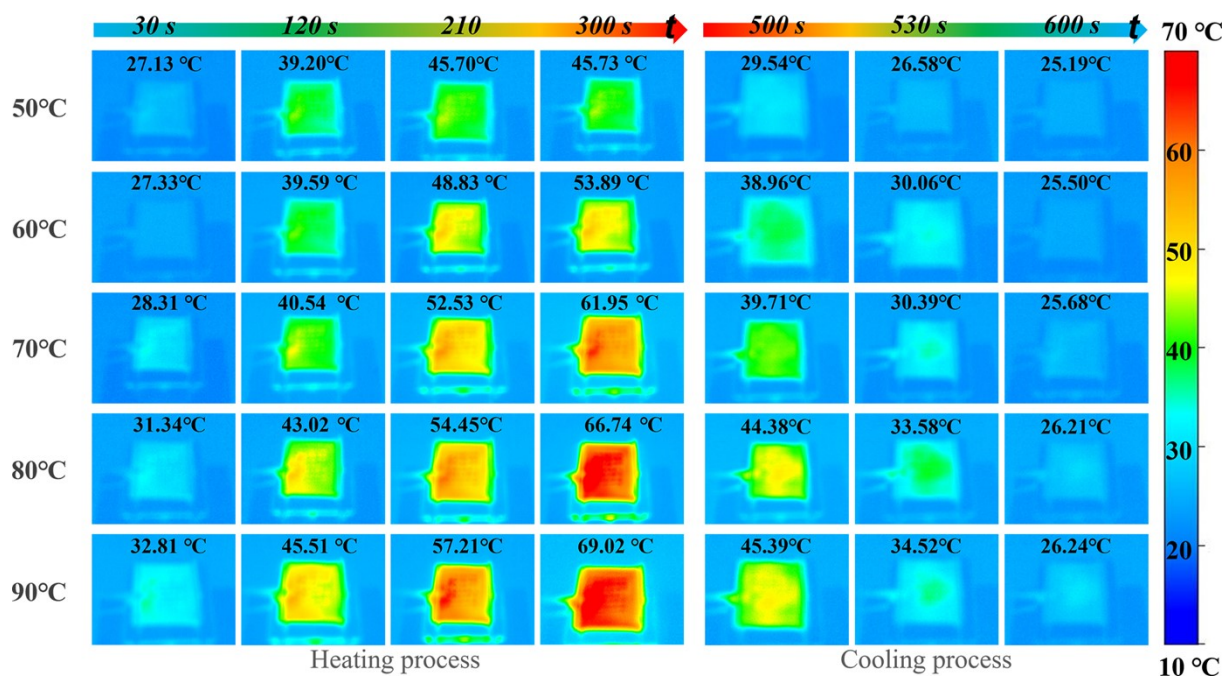 30 s 120 s 210 300 s t 500 s 530 s 600 s t 70 °C
27.13 °C 39.20°C 45.70°C 45.73 °C 29.54°C 26.58°C 25.19°C
50°C
60
27.33°C 39.59 °C 48.83 °C 53.89 °C 38.96°C 30.06°C 25.50°C
60°C
50
28.31°C 40.54 °C 52.53°C 61.95 °C 39.71°C 30.39°C 25.68°C
70°C
40
31.34°C 43.02 °C 54.45°C 66.74 °C 44.38°C 33.58°C 26.21°C
80°C
30
32.81 °C 45.51 °C 57.21°C 69.02 °C 45.39°C 34.52°C 26.24°C
20
90°C
Heating process Cooling process 10 °C